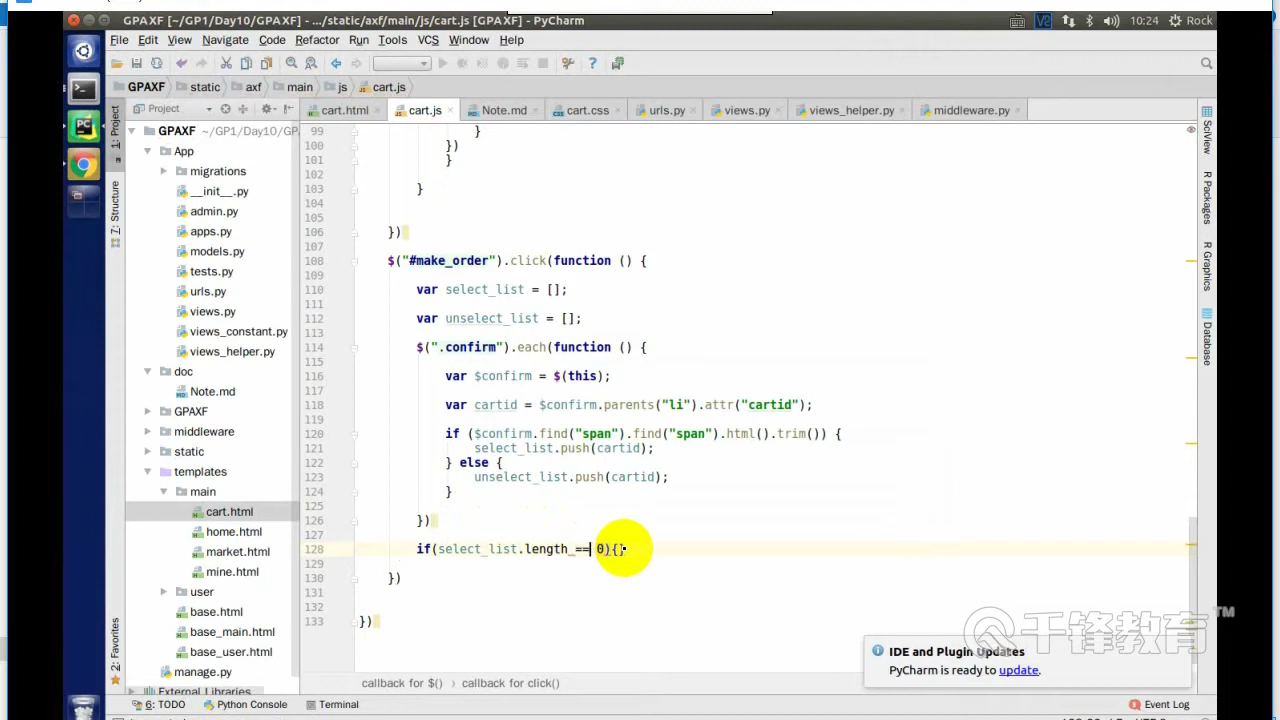 GPAXF [~/GP1/Day10/GPAXF] - .../static/axf/main/js/cart.js [GPAXF] - PyCharm
10:24 Rock
File Edit View Navigate Code Refactor Run Tools VCS Window Help
GPAXF static axf main js cart.js
Project cart.html cart.js Note.md cart.css urls.py views.py views_helper.py middleware.py
GPAXF ~/GP1/Day10/GP
App
migrations
__init__.py
admin.py
apps.py
models.py
tests.py
urls.py
views.py
views_constant.py
views_helper.py
doc
Note.md
GPAXF
middleware
static
templates
main
cart.html
home.html
market.html
mine.html
user
base.html
base_main.html
base_user.html
manage.py
External Libraries
1: Project
7: Structure
2: Favorites
99 }
100 })
101 }
102
103 }
104
105
106 })
107
108 $("#make_order").click(function () {
109
110 var select_list = [];
111
112 var unselect_list = [];
113
114 $(".confirm").each(function () {
115
116 var $confirm = $(this);
117
118 var cartid = $confirm.parents("li").attr("cartid");
119
120 if ($confirm.find("span").find("span").html().trim()) {
121 select_list.push(cartid);
122 } else {
123 unselect_list.push(cartid);
124 }
125
126 })
127
128 if(select_list.length == 0){}
129
130 })
131
132
133 })
SciView
R Packages
R Graphics
Database
千锋教育 TM
IDE and Plugin Updates
PyCharm is ready to update.
callback for $() callback for click()
6: TODO Python Console Terminal Event Log